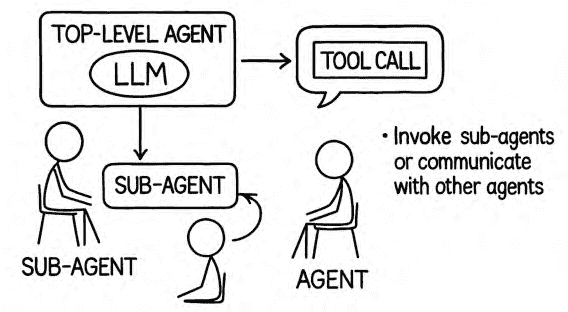 TOP-LEVEL AGENT
LLM
TOOL CALL
• Invoke sub-agents
or communicate
with other agents
SUB-AGENT
SUB-AGENT
AGENT